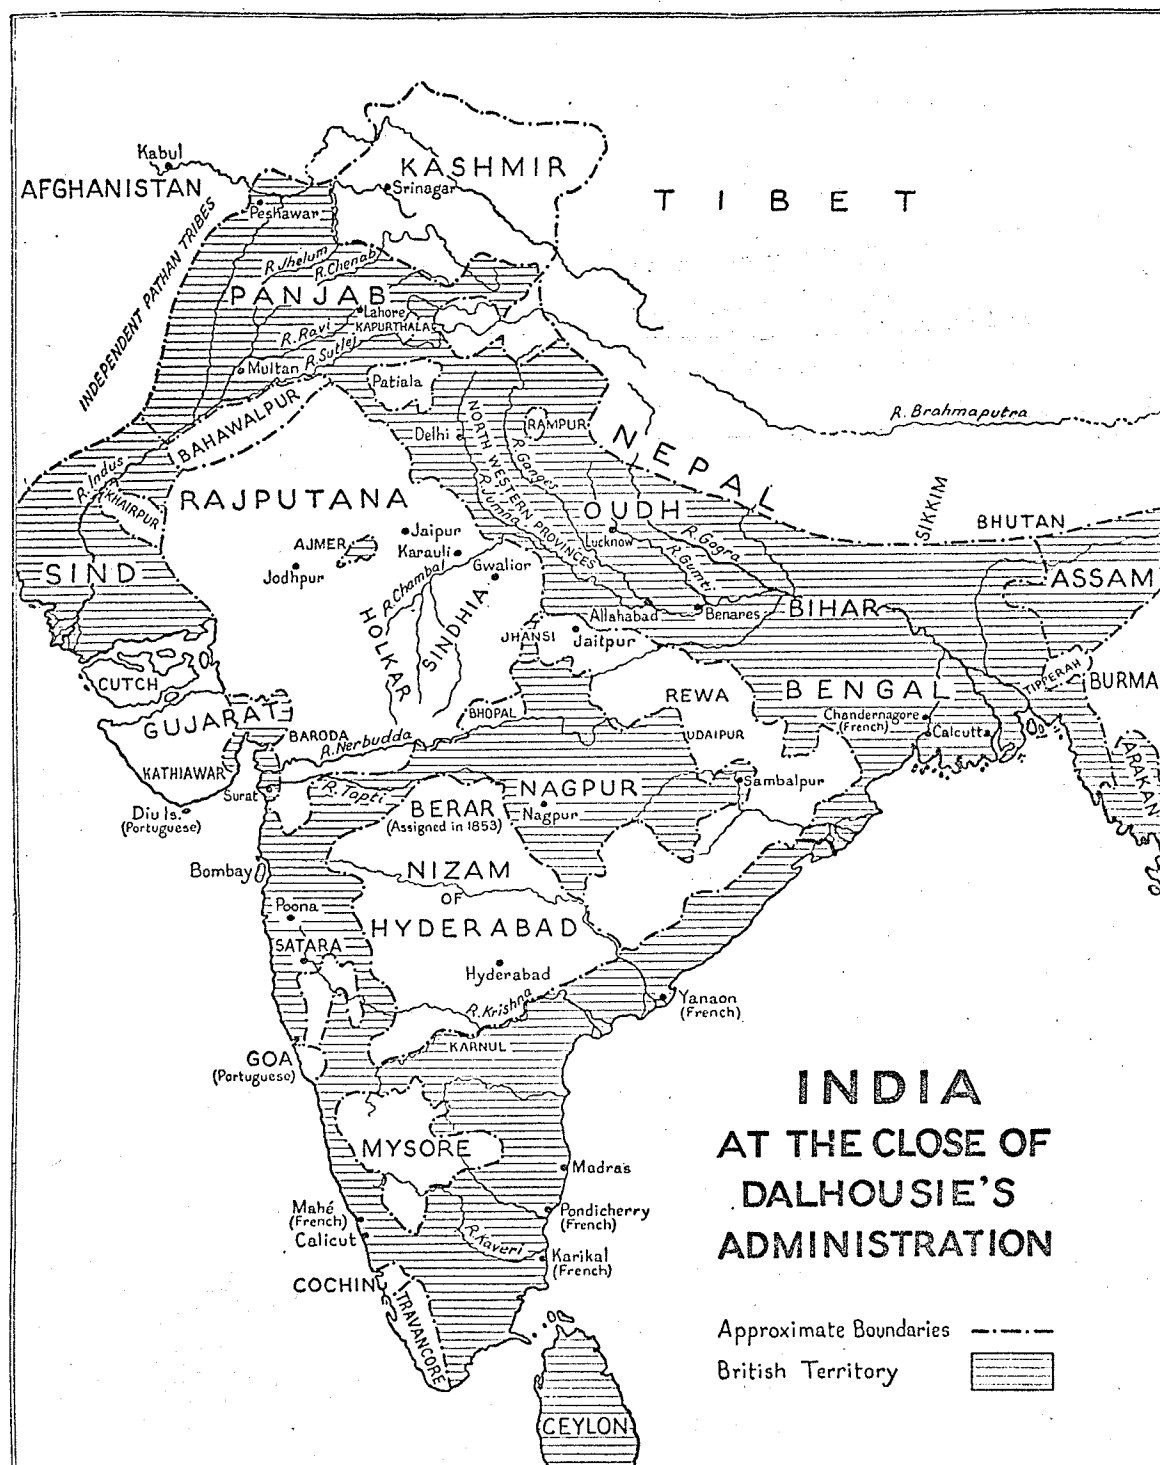 Kabul
AFGHANISTAN
KASHMIR
Srinagar
TIBET
Peshawar
INDEPENDENT PATHAN TRIBES
R. Jhelum
R. Chenab
PANJAB
Lahore
KAPURTHALA
R. Ravi
R. Sutlej
Multan
Patiala
BAHAWALPUR
R. Brahmaputra
Delhi
RAMPUR
NORTH WESTERN PROVINCES
R. Ganges
R. Jumna
NEPAL
R. Indus
KHAIRPUR
RAJPUTANA
OUDH
Lucknow
R. Gogra
R. Gumti
SIKKIM
BHUTAN
Jaipur
AJMER
Karauli
Jodhpur
R. Chambal
Gwalior
SIND
ASSAM
HOLKAR
SINDHIA
Allahabad
Benares
BIHAR
JHANSI
Jaitpur
CUTCH
REWA
BENGAL
TIPPERAH
BURMA
GUJARAT
BHOPAL
Chandernagore
(French)
Calcutta
BARODA
R. Nerbudda
UDAIPUR
KATHIAWAR
ARAKAN
Surat
R. Tapti
NAGPUR
Sambalpur
Diu Is.
(Portuguese)
BERAR
(Assigned in 1853)
Nagpur
Bombay
NIZAM
OF
HYDERABAD
Poona
SATARA
Hyderabad
R. Krishna
Yanaon
(French)
GOA
(Portuguese)
KARNUL
INDIA
AT THE CLOSE OF
DALHOUSIE'S
ADMINISTRATION
MYSORE
Madras
Mahé
(French)
Calicut
Pondicherry
(French)
R. Kaveri
Karikal
(French)
COCHIN
TRAVANCORE
Approximate Boundaries
British Territory
CEYLON